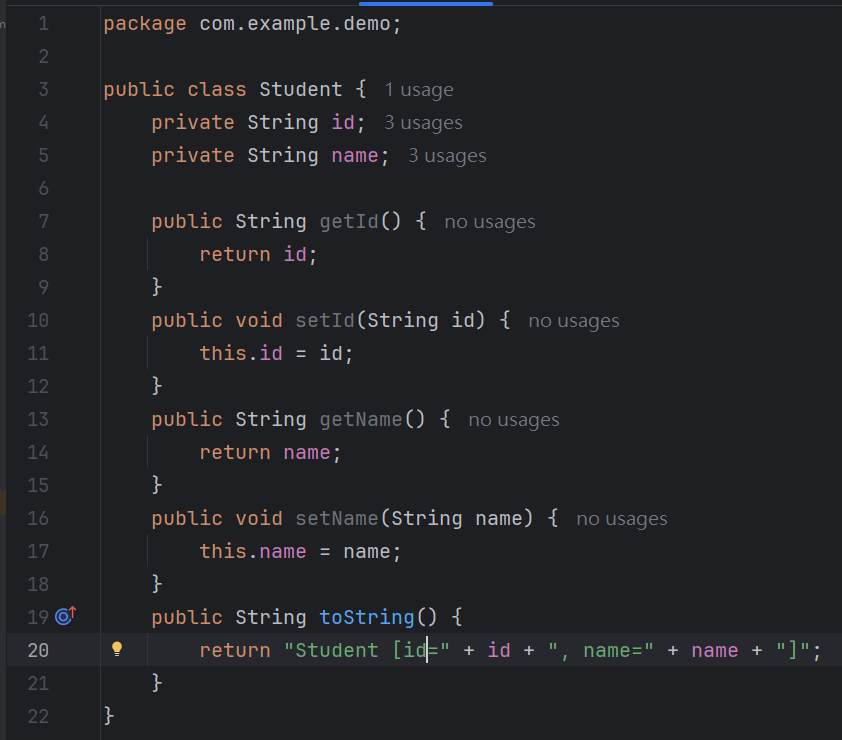 1 package com.example.demo;
2
3 public class Student { 1 usage
4 private String id; 3 usages
5 private String name; 3 usages
6
7 public String getId() { no usages
8 return id;
9 }
10 public void setId(String id) { no usages
11 this.id = id;
12 }
13 public String getName() { no usages
14 return name;
15 }
16 public void setName(String name) { no usages
17 this.name = name;
18 }
19 public String toString() {
20 return "Student [id=" + id + ", name=" + name + "]";
21 }
22 }